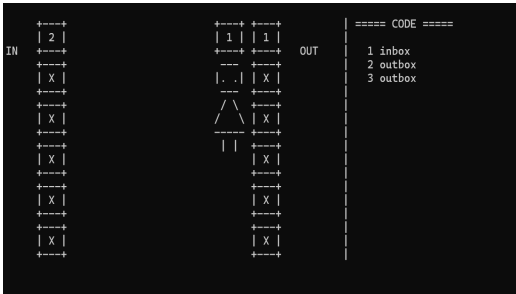 ===== CODE =====
| 2 | | 1 | | 1 |
IN OUT 1 inbox
| X | |. .| | X | 2 outbox
3 outbox
| X | | X |
| X | | X |
| X | | X |
| X | | X |